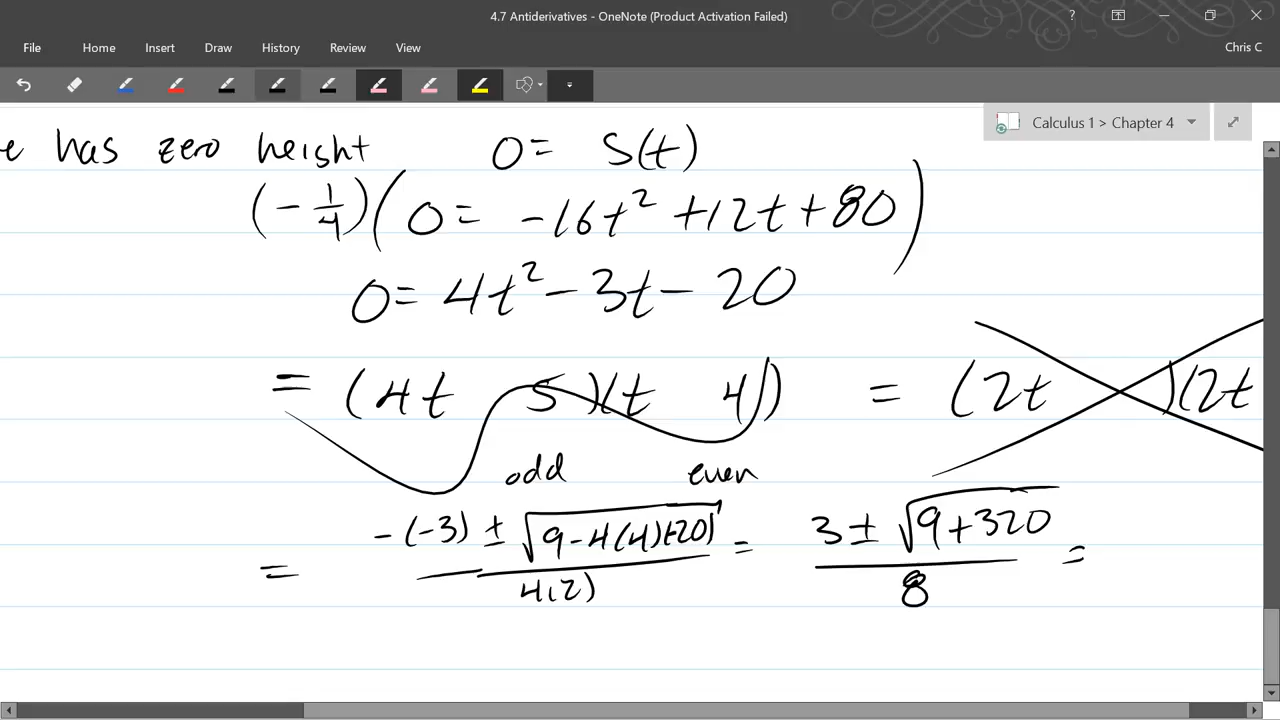 4.7 Antiderivatives - OneNote (Product Activation Failed)
File Home Insert Draw History Review View Chris C
Calculus 1 > Chapter 4
e has zero height 0 = S(t)
(-1/4)(0 = -16t² + 12t + 80)
0 = 4t² - 3t - 20
= (4t 5)(t 4) = (2t )(2t
odd even
= -(-3) ± √(9 - 4(4)(-20)) / 4(2) = 3 ± √(9 + 320) / 8 =